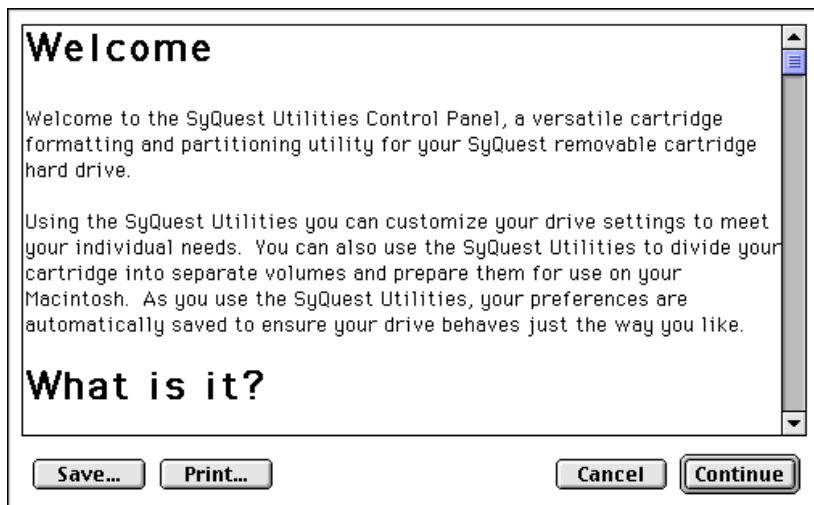 Welcome
Welcome to the SyQuest Utilities Control Panel, a versatile cartridge
formatting and partitioning utility for your SyQuest removable cartridge
hard drive.
Using the SyQuest Utilities you can customize your drive settings to meet
your individual needs.  You can also use the SyQuest Utilities to divide your
cartridge into separate volumes and prepare them for use on your
Macintosh.  As you use the SyQuest Utilities, your preferences are
automatically saved to ensure your drive behaves just the way you like.
What is it?
Save... Print... Cancel Continue